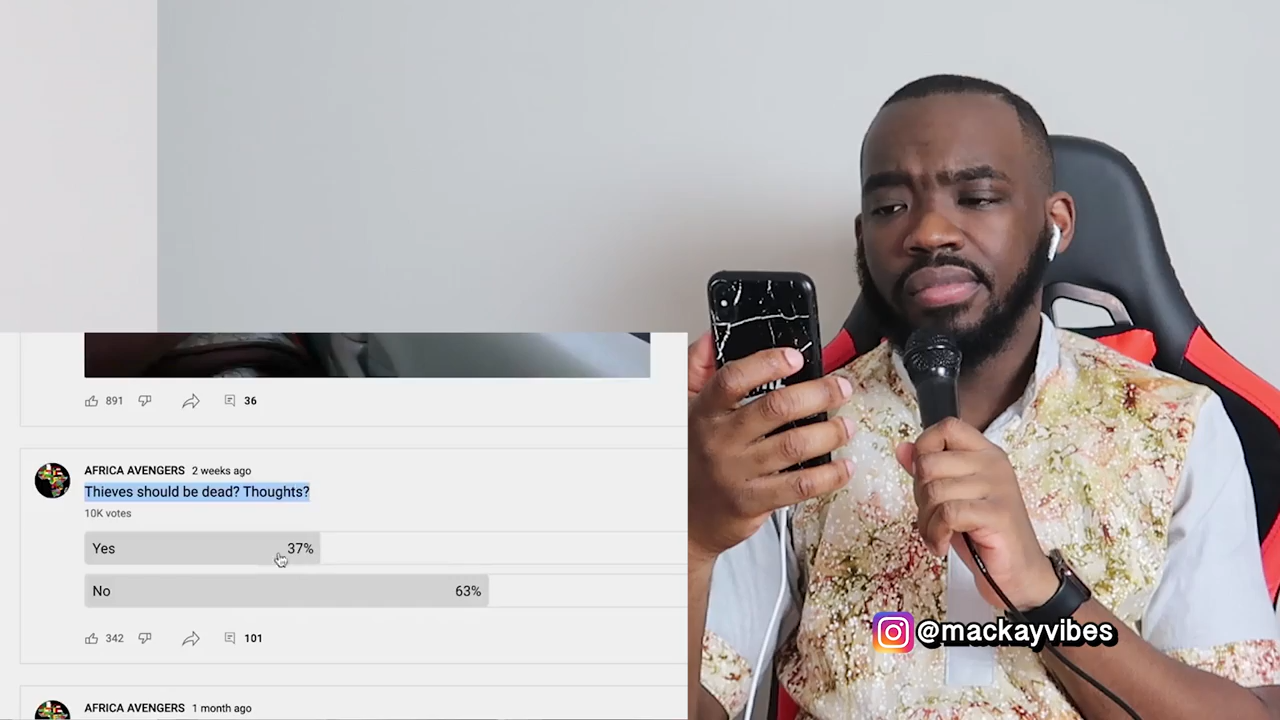 891
36
AFRICA AVENGERS 2 weeks ago
Thieves should be dead? Thoughts?
10K votes
Yes 37%
No 63%
342
101
AFRICA AVENGERS 1 month ago
@mackayvibes